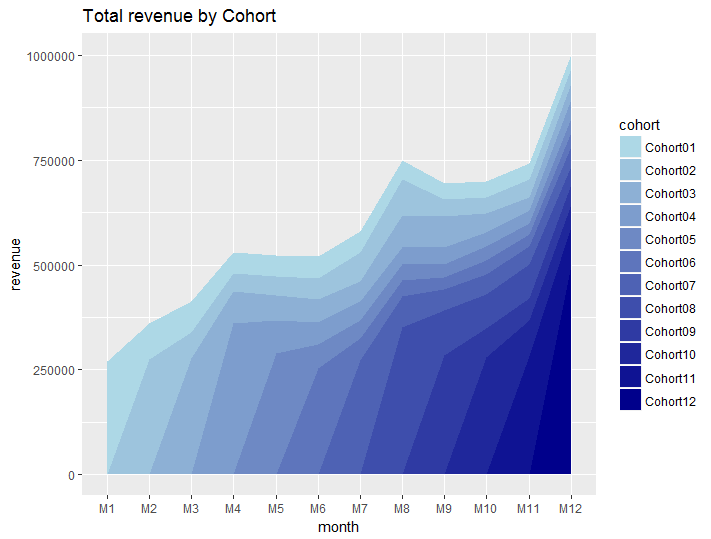 Total revenue by Cohort
1000000
750000
500000
250000
0
revenue
M1 M2 M3 M4 M5 M6 M7 M8 M9 M10 M11 M12
month
cohort
Cohort01
Cohort02
Cohort03
Cohort04
Cohort05
Cohort06
Cohort07
Cohort08
Cohort09
Cohort10
Cohort11
Cohort12